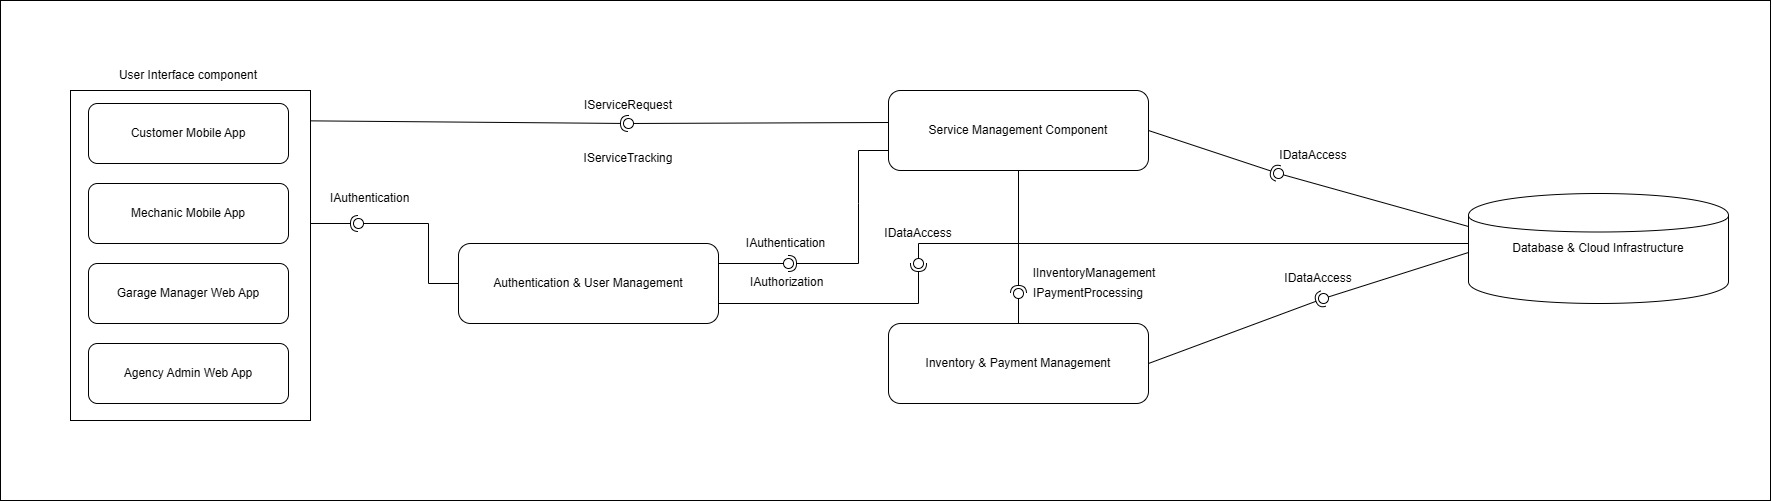 User Interface component
Customer Mobile App
Mechanic Mobile App
Garage Manager Web App
Agency Admin Web App
IServiceRequest
IServiceTracking
IAuthentication
Authentication & User Management
IAuthentication
IAuthorization
Service Management Component
IDataAccess
IInventoryManagement
IPaymentProcessing
Inventory & Payment Management
IDataAccess
IDataAccess
Database & Cloud Infrastructure